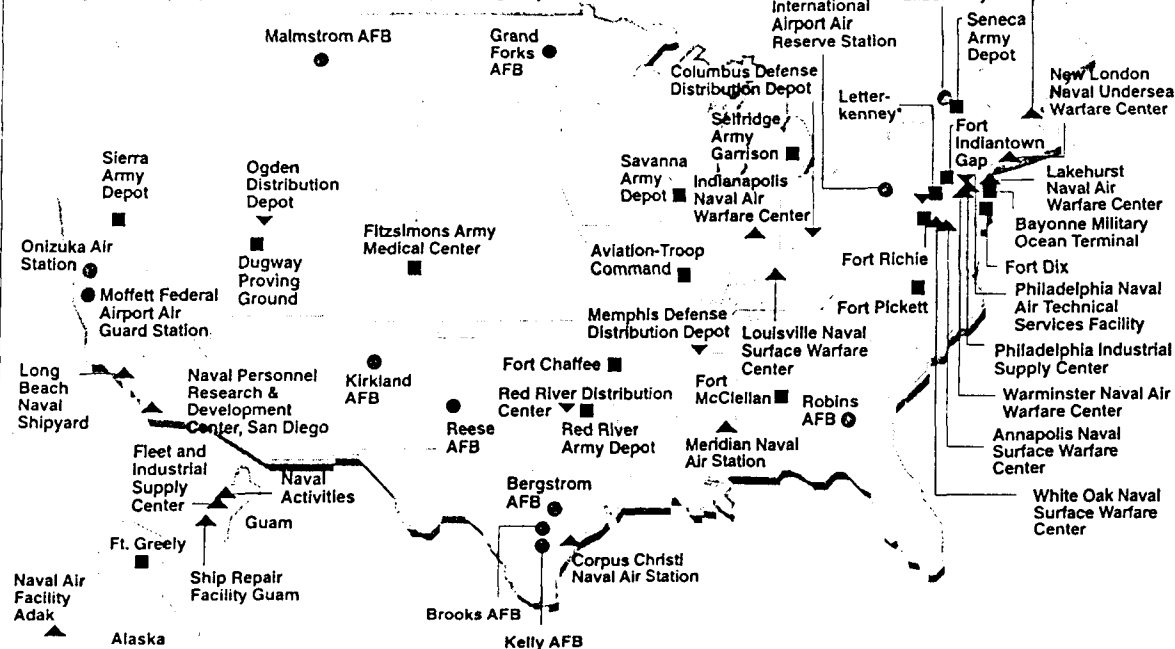 International
Airport Air
Reserve Station
Seneca
Army
Depot
Malmstrom AFB
Grand
Forks
AFB
Columbus Defense
Distribution Depot
New London
Naval Undersea
Warfare Center
Letter-
kenney
Selfridge
Army
Garrison
Fort
Indiantown
Gap
Sierra
Army
Depot
Ogden
Distribution
Depot
Savanna
Army
Depot
Indianapolis
Naval Air
Warfare Center
Lakehurst
Naval Air
Warfare Center
Bayonne Military
Ocean Terminal
Fitzsimons Army
Medical Center
Onizuka Air
Station
Dugway
Proving
Ground
Aviation-Troop
Command
Fort Richie
Fort Dix
Moffett Federal
Airport Air
Guard Station
Fort Pickett
Philadelphia Naval
Air Technical
Services Facility
Memphis Defense
Distribution Depot
Louisville Naval
Surface Warfare
Center
Philadelphia Industrial
Supply Center
Long
Beach
Naval
Shipyard
Naval Personnel
Research &
Development
Center, San Diego
Kirkland
AFB
Fort Chaffee
Red River Distribution
Center
Fort
McClellan
Robins
AFB
Warminster Naval Air
Warfare Center
Reese
AFB
Red River
Army Depot
Meridian Naval
Air Station
Annapolis Naval
Surface Warfare
Center
Fleet and
Industrial
Supply
Center
Naval
Activities
Guam
Bergstrom
AFB
White Oak Naval
Surface Warfare
Center
Ft. Greely
Ship Repair
Facility Guam
Corpus Christi
Naval Air Station
Naval Air
Facility
Adak
Alaska
Brooks AFB
Kelly AFB